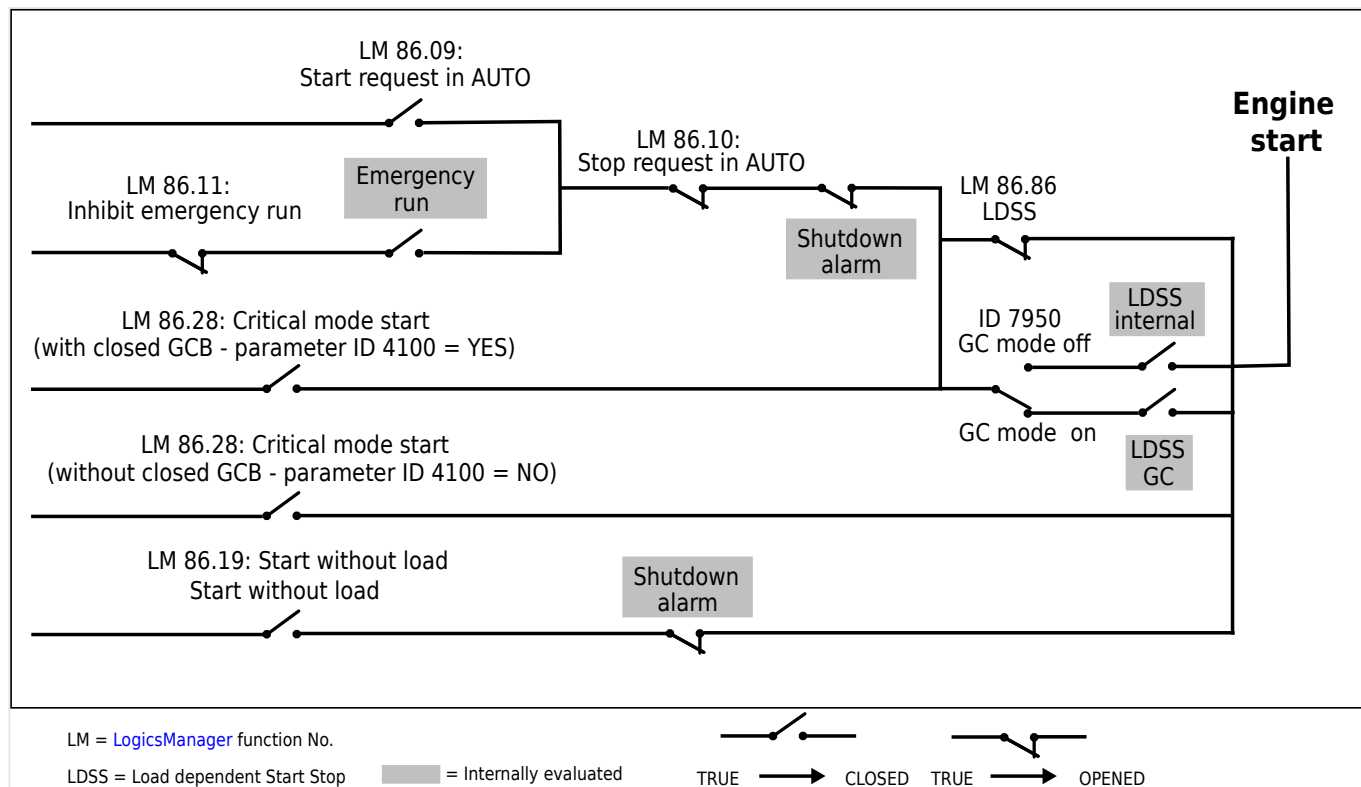 LM 86.09:
Start request in AUTO
Engine
start
LM 86.10:
Stop request in AUTO
LM 86.11:
Inhibit emergency run
Emergency
run
LM 86.86
LDSS
Shutdown
alarm
LM 86.28: Critical mode start
(with closed GCB - parameter ID 4100 = YES)
ID 7950
GC mode off
LDSS
internal
GC mode on
LDSS
GC
LM 86.28: Critical mode start
(without closed GCB - parameter ID 4100 = NO)
LM 86.19: Start without load
Start without load
Shutdown
alarm
LM = LogicsManager function No.
LDSS = Load dependent Start Stop
= Internally evaluated
TRUE CLOSED
TRUE OPENED